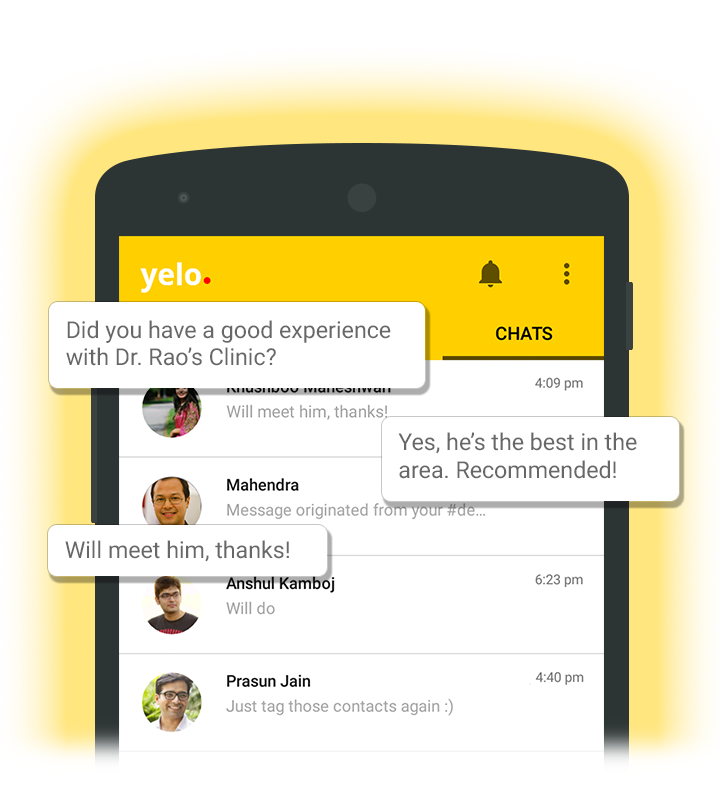 yelo.
Did you have a good experience
with Dr. Rao's Clinic?
CHATS
Khushboo Maheshwari
4:09 pm
Will meet him, thanks!
Yes, he's the best in the
area. Recommended!
Mahendra
Message originated from your #de...
Will meet him, thanks!
Anshul Kamboj
6:23 pm
Will do
Prasun Jain
4:40 pm
Just tag those contacts again :)